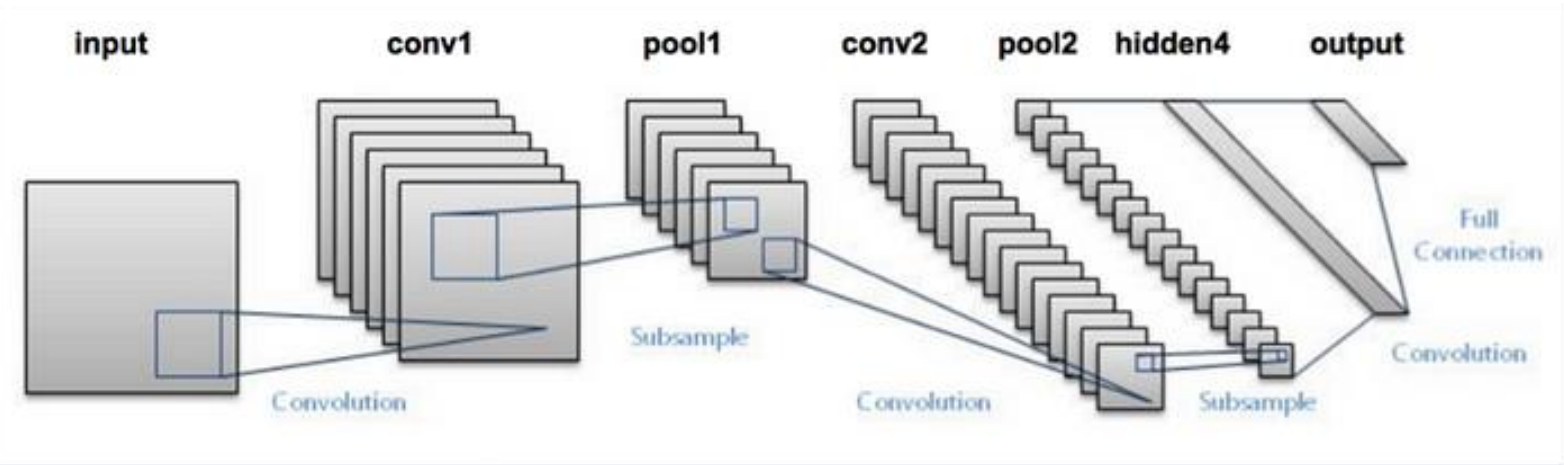 input conv1 pool1 conv2 pool2 hidden4 output
Full
Connection
Subsample
Convolution
Convolution
Convolution
Subsample